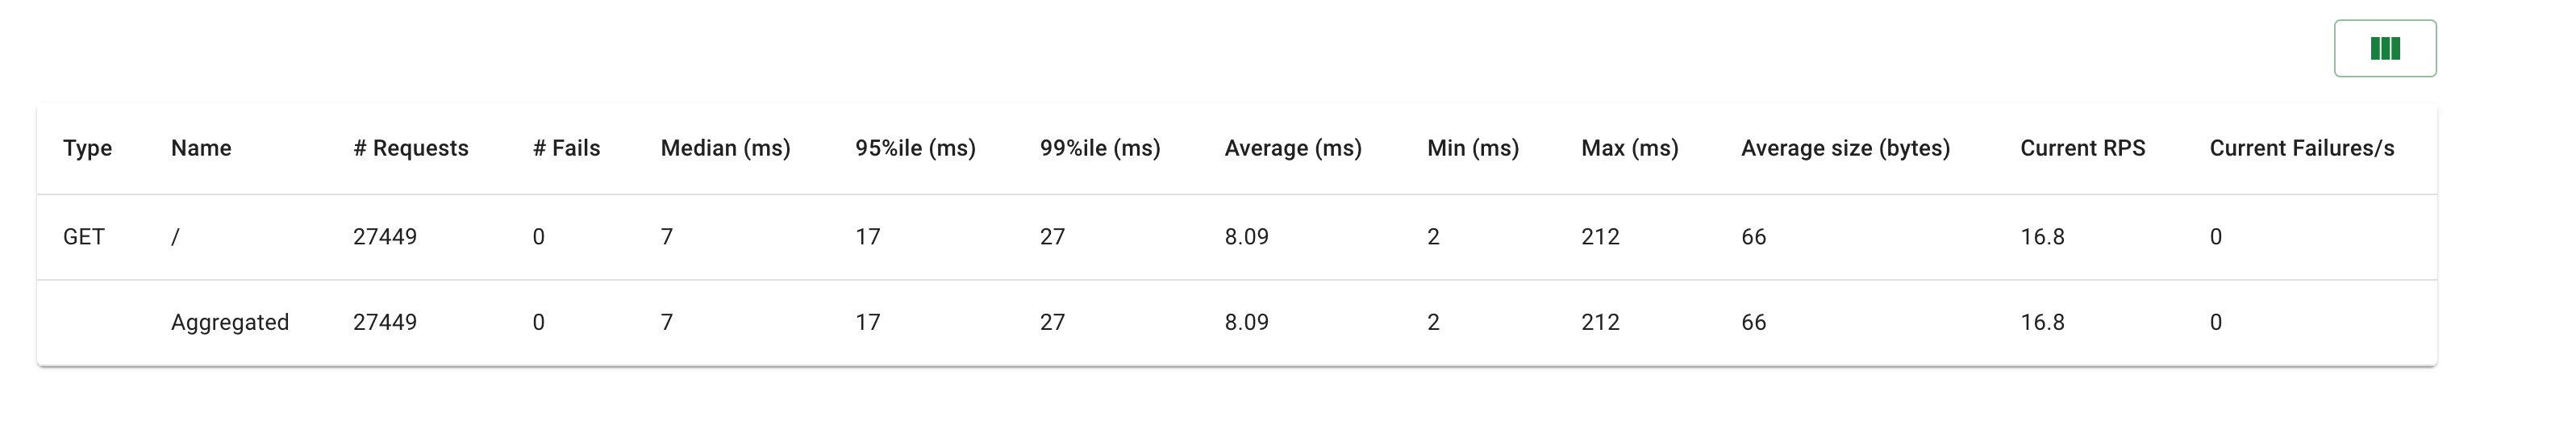 Type Name # Requests # Fails Median (ms) 95%ile (ms) 99%ile (ms) Average (ms) Min (ms) Max (ms) Average size (bytes) Current RPS Current Failures/s
GET / 27449 0 7 17 27 8.09 2 212 66 16.8 0
Aggregated 27449 0 7 17 27 8.09 2 212 66 16.8 0